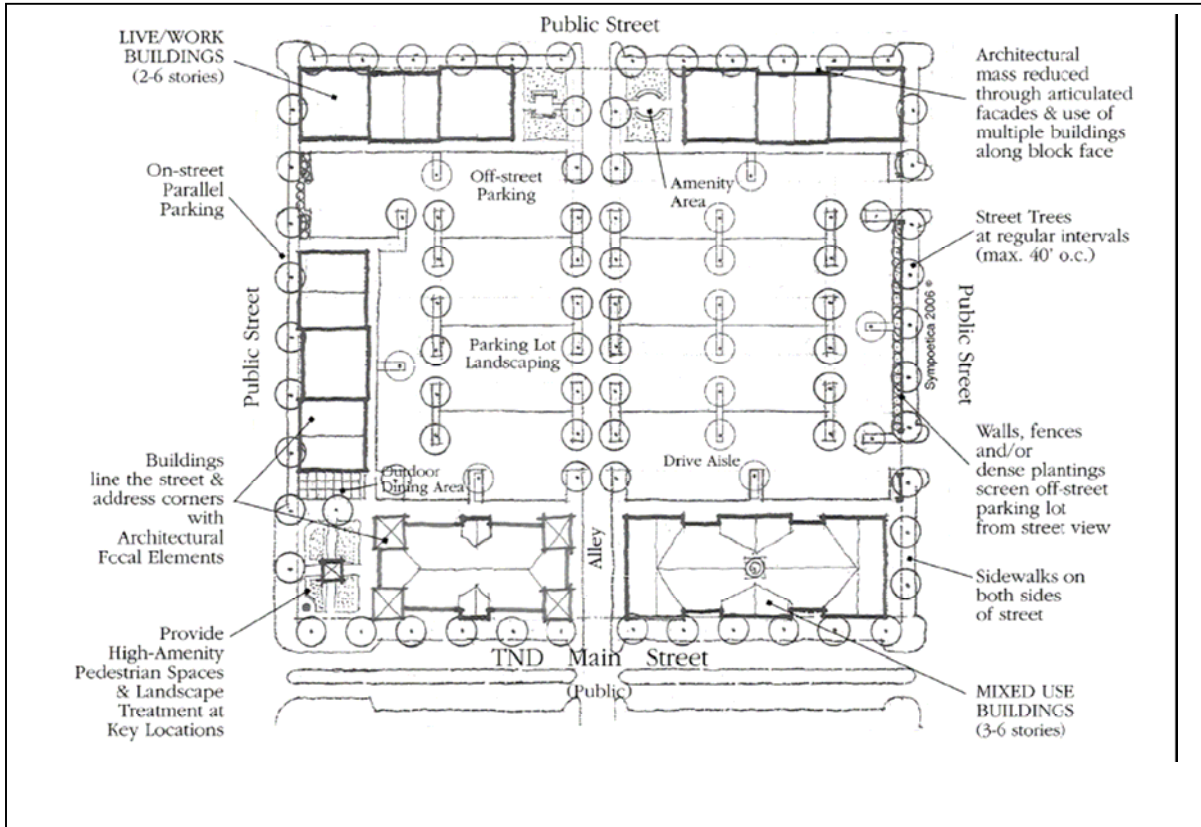 Public Street
LIVE/WORK
BUILDINGS
(2-6 stories)
Architectural
mass reduced
through articulated
facades & use of
multiple buildings
along block face
On-street
Parallel
Parking
Off-street
Parking
Amenity
Area
Street Trees
at regular intervals
(max. 40' o.c.)
Public Street
Parking Lot
Landscaping
Sympoetica 2006 ©
Public Street
Buildings
line the street &
address corners
with
Architectural
Focal Elements
Outdoor
Dining Area
Drive Aisle
Walls, fences
and/or
dense plantings
screen off-street
parking lot
from street view
Alley
Sidewalks on
both sides
of street
Provide
High-Amenity
Pedestrian Spaces
& Landscape
Treatment at
Key Locations
TND Main Street
(Public)
MIXED USE
BUILDINGS
(3-6 stories)